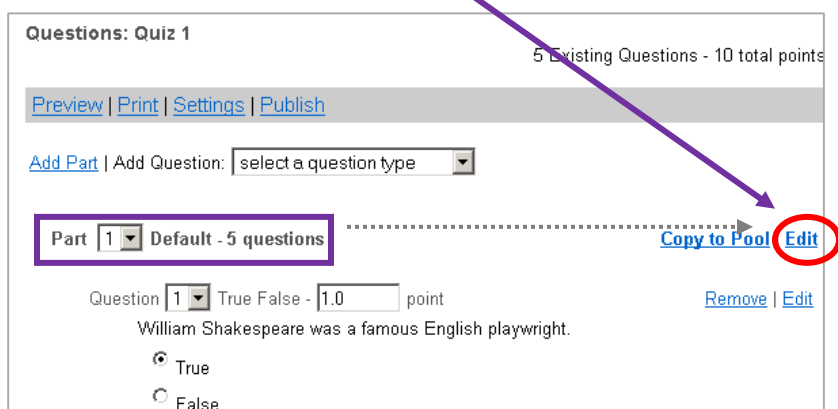 Questions: Quiz 1
5 Existing Questions - 10 total points
Preview | Print | Settings | Publish
Add Part | Add Question: select a question type
Part 1 Default - 5 questions Copy to Pool Edit
Question 1 True False - 1.0 point Remove | Edit
William Shakespeare was a famous English playwright.
True
False